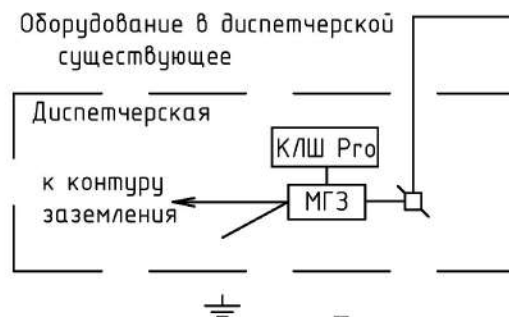 Оборудование в диспетчерской
существующее
Диспетчерская
КЛШ Pro
к контуру
заземления
МГЗ